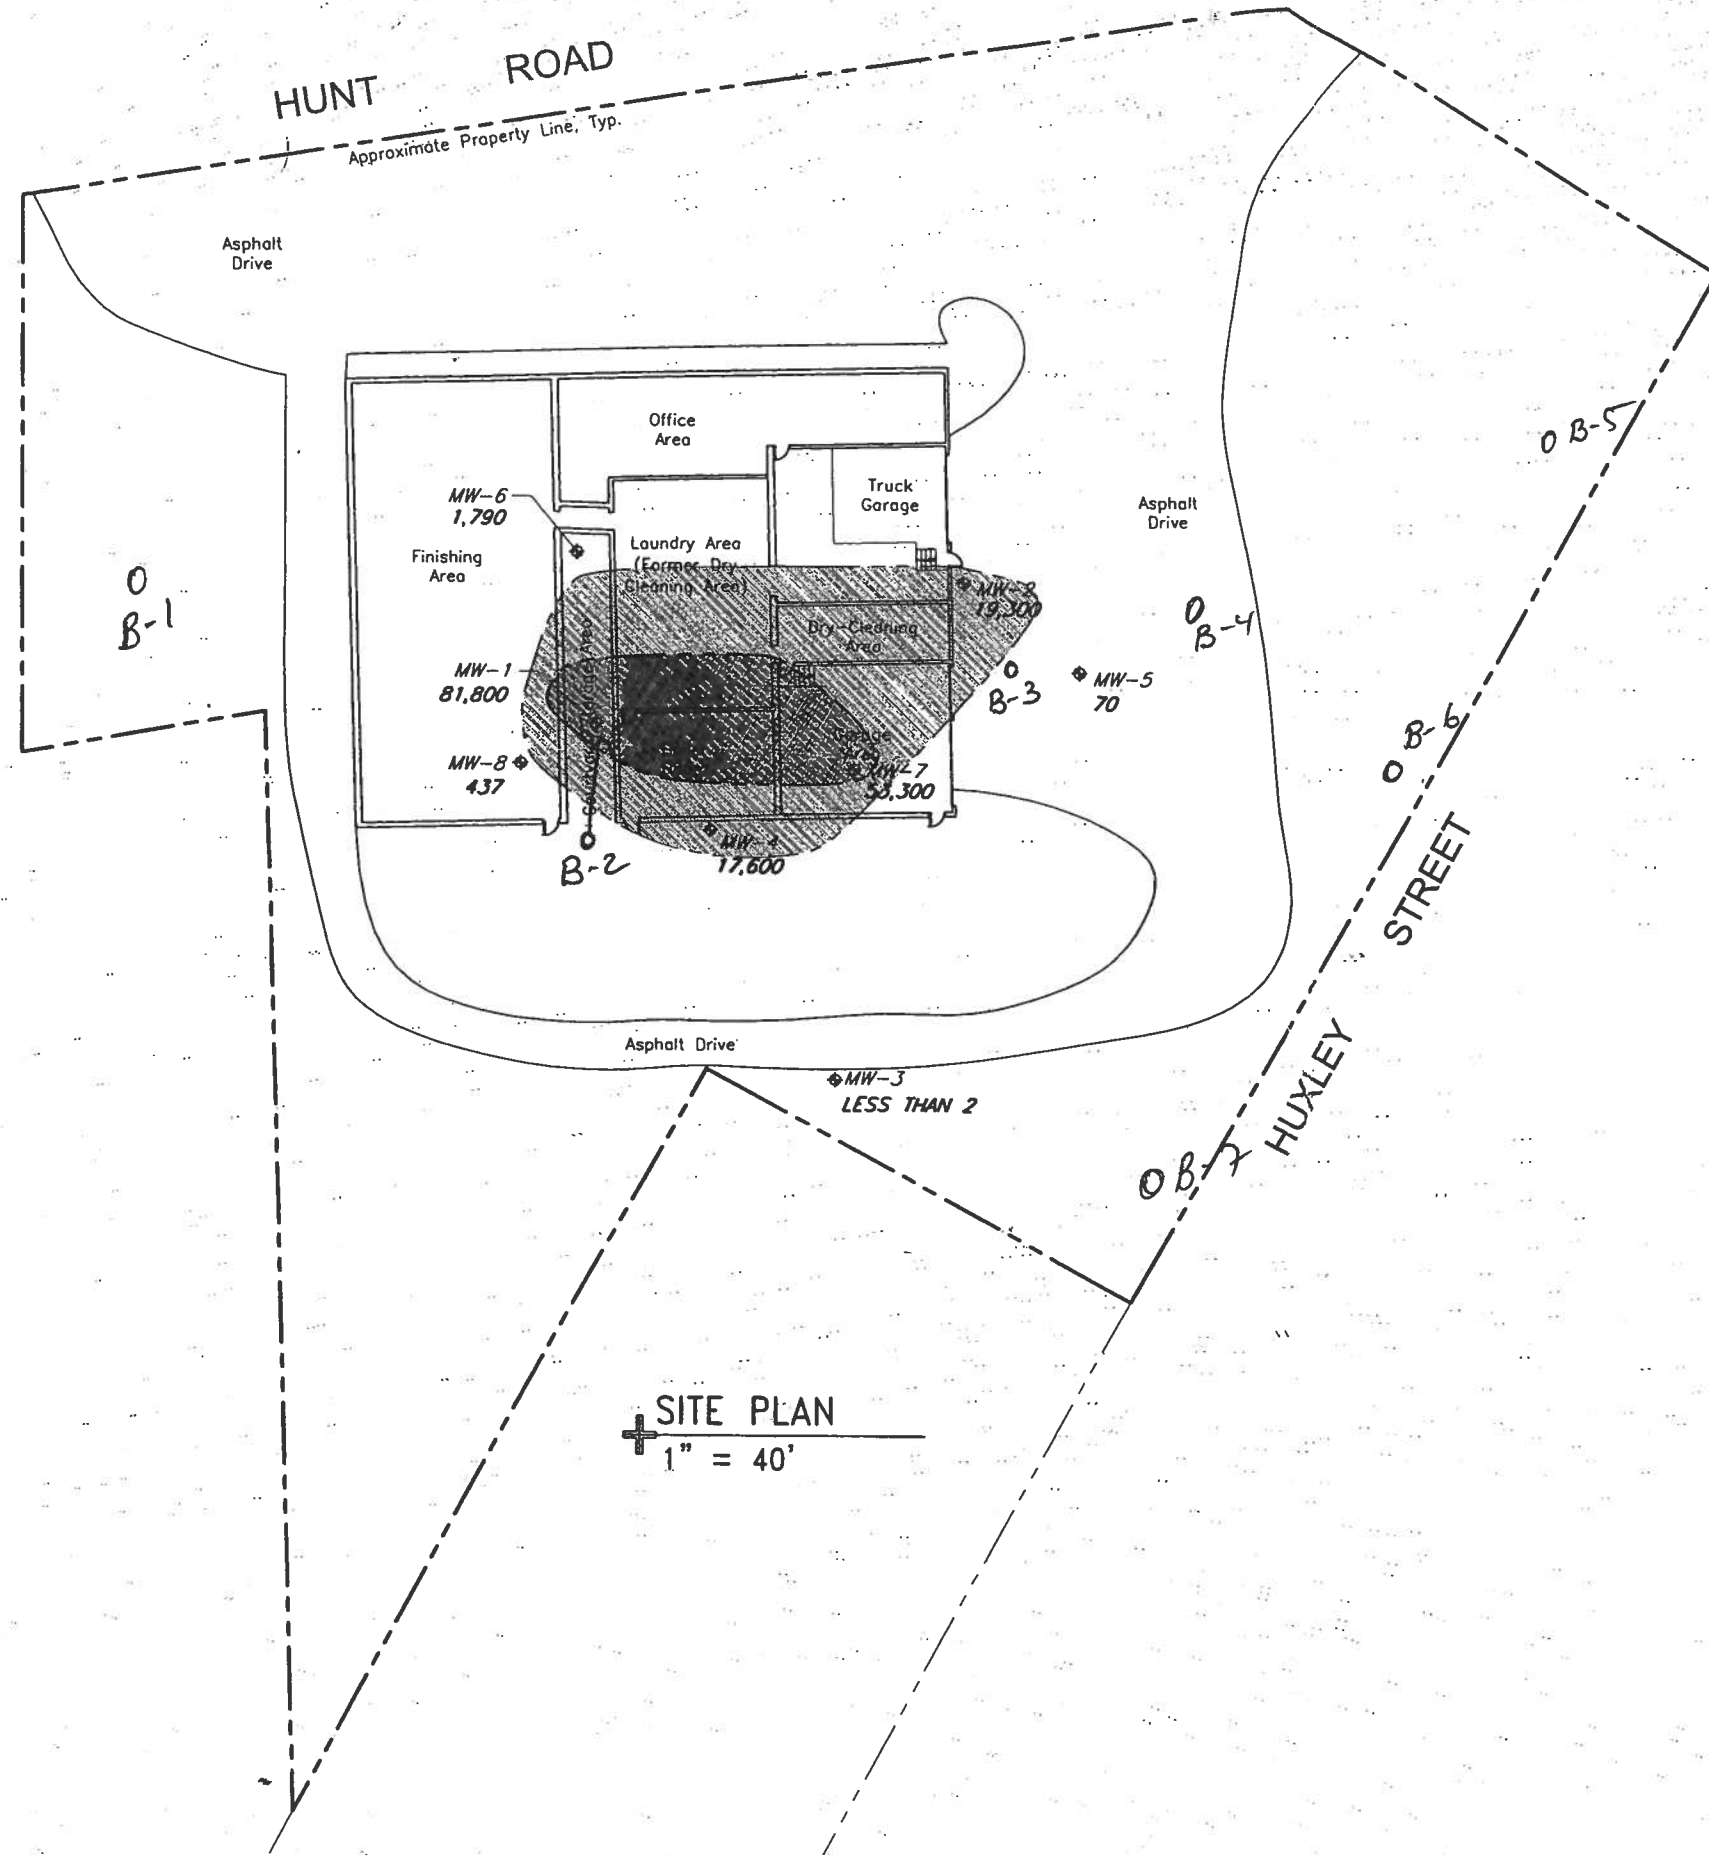 HUNT ROAD
Approximate Property Line, Typ.
Asphalt
Drive
Office
Area
Truck
Garage
B-5
MW-6
1,790
Asphalt
Drive
Finishing
Area
Laundry Area
(Former Dry
Cleaning Area)
O
B-1
MW-2
19,300
Dry-Cleaning
Area
B-4
MW-1
81,800
B-3
MW-5
70
B-6
Garage
Area
MW-8
437
MW-7
53,300
MW-4
17,600
B-2
HUXLEY STREET
Asphalt Drive
MW-3
LESS THAN 2
B-7
SITE PLAN
1" = 40'